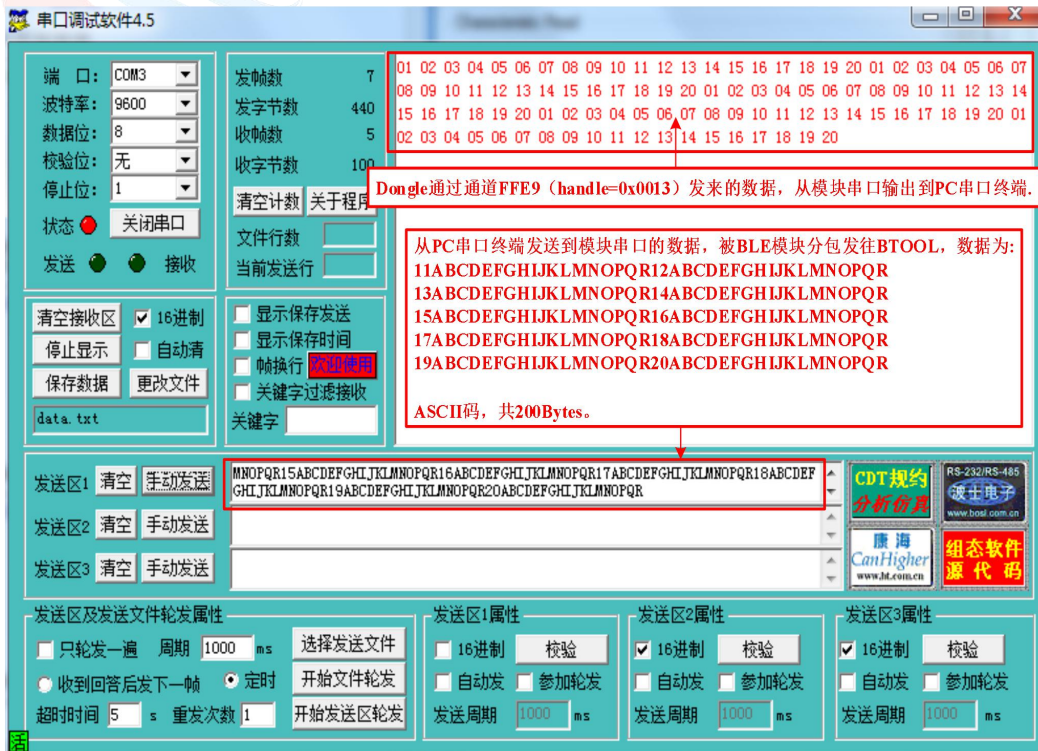 串口调试软件4.5
端 口: COM3
波特率: 9600
数据位: 8
校验位: 无
停止位: 1
状态 关闭串口
发送 接收
发帧数 7
发字节数 440
收帧数 5
收字节数 100
清空计数 关于程序
文件行数
当前发送行
01 02 03 04 05 06 07 08 09 10 11 12 13 14 15 16 17 18 19 20 01 02 03 04 05 06 07
08 09 10 11 12 13 14 15 16 17 18 19 20 01 02 03 04 05 06 07 08 09 10 11 12 13 14
15 16 17 18 19 20 01 02 03 04 05 06 07 08 09 10 11 12 13 14 15 16 17 18 19 20 01
02 03 04 05 06 07 08 09 10 11 12 13 14 15 16 17 18 19 20
Dongle通过通道FFE9（handle=0x0013）发来的数据，从模块串口输出到PC串口终端.
从PC串口终端发送到模块串口的数据，被BLE模块分包发往BTOOL，数据为:
11ABCDEFGHIJKLMNOPQR12ABCDEFGHIJKLMNOPQR
13ABCDEFGHIJKLMNOPQR14ABCDEFGHIJKLMNOPQR
15ABCDEFGHIJKLMNOPQR16ABCDEFGHIJKLMNOPQR
17ABCDEFGHIJKLMNOPQR18ABCDEFGHIJKLMNOPQR
19ABCDEFGHIJKLMNOPQR20ABCDEFGHIJKLMNOPQR
ASCII码，共200Bytes。
清空接收区 16进制
停止显示 自动清
保存数据 更改文件
data.txt
显示保存发送
显示保存时间
帧换行 欢迎使用
关键字过滤接收
关键字
发送区1 清空 手动发送
MNOPQR15ABCDEFGHIJKLMNOPQR16ABCDEFGHIJKLMNOPQR17ABCDEFGHIJKLMNOPQR18ABCDEF
GHIJKLMNOPQR19ABCDEFGHIJKLMNOPQR20ABCDEFGHIJKLMNOPQR
发送区2 清空 手动发送
发送区3 清空 手动发送
CDT规约
分析仿真
RS-232/RS-485
波士电子
www.bosi.com.cn
康海
CanHigher
www.ht.com.cn
组态软件
源代码
发送区及发送文件轮发属性
只轮发一遍 周期 1000 ms 选择发送文件
收到回答后发下一帧 定时 开始文件轮发
超时时间 5 s 重发次数 1 开始发送区轮发
发送区1属性
16进制 校验
自动发 参加轮发
发送周期 1000 ms
发送区2属性
16进制 校验
自动发 参加轮发
发送周期 1000 ms
发送区3属性
16进制 校验
自动发 参加轮发
发送周期 1000 ms
活